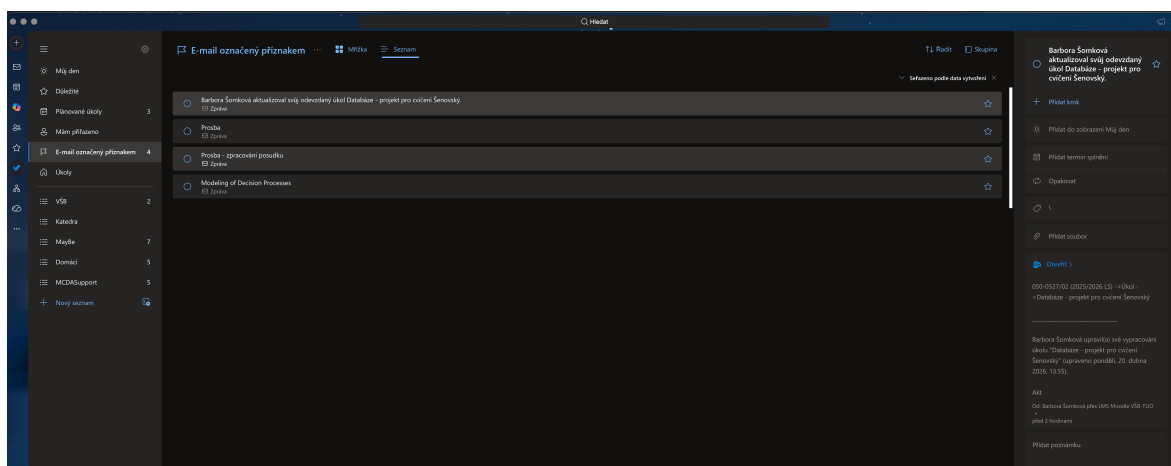 Hledat
Můj den
Důležité
Plánované úkoly 3
Mám přiřazeno
E-mail označený příznakem 4
Úkoly
VŠB 2
Katedra
MayBe 7
Domácí 5
MCDASupport 5
Nový seznam
E-mail označený příznakem
Mřížka
Seznam
Řadit
Skupina
Seřazeno podle data vytvoření
Barbora Šomková aktualizoval svůj odevzdaný úkol Databáze - projekt pro cvičení Šenovský.
Zpráva
Prosba
Zpráva
Prosba - zpracování posudku
Zpráva
Modeling of Decision Processes
Zpráva
Barbora Šomková
aktualizoval svůj odevzdaný
úkol Databáze - projekt pro
cvičení Šenovský.
Přidat krok
Přidat do zobrazení Můj den
Přidat termín splnění
Opakovat
\
Přidat soubor
Otevřít >
050-0527/02 (2025/2026 LS) ->Úkol -
>Databáze - projekt pro cvičení Šenovský
Barbora Šomková upravil(a) své vypracování
úkolu "Databáze - projekt pro cvičení
Šenovský" (upraveno pondělí, 20. dubna
2026, 13.55).
Akt
Od: Barbora Šomková přes LMS Moodle VŠB-TUO
před 2 hodinami
Přidat poznámku